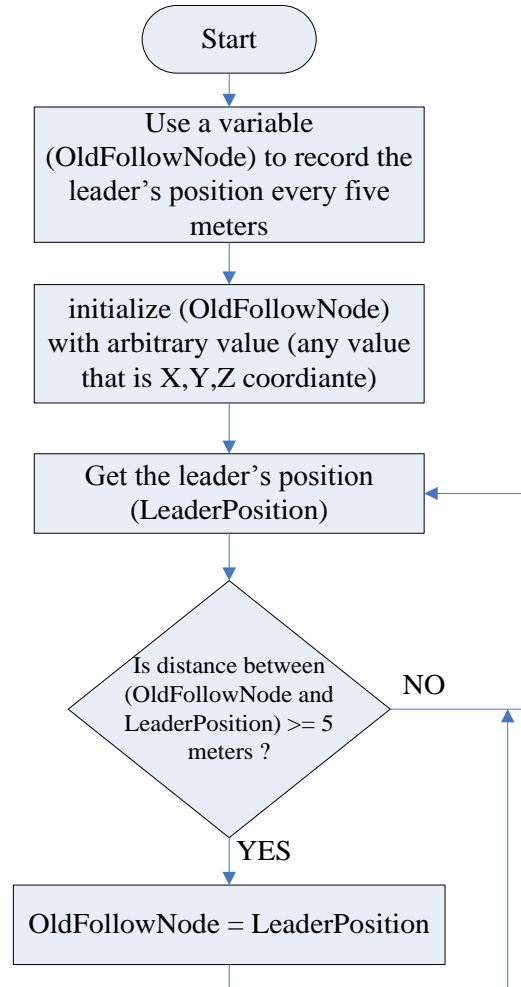 Start
Use a variable
(OldFollowNode) to record the
leader's position every five
meters
initialize (OldFollowNode)
with arbitrary value (any value
that is X,Y,Z coordiante)
Get the leader's position
(LeaderPosition)
Is distance between
(OldFollowNode and
LeaderPosition) >= 5
meters ?
NO
YES
OldFollowNode = LeaderPosition